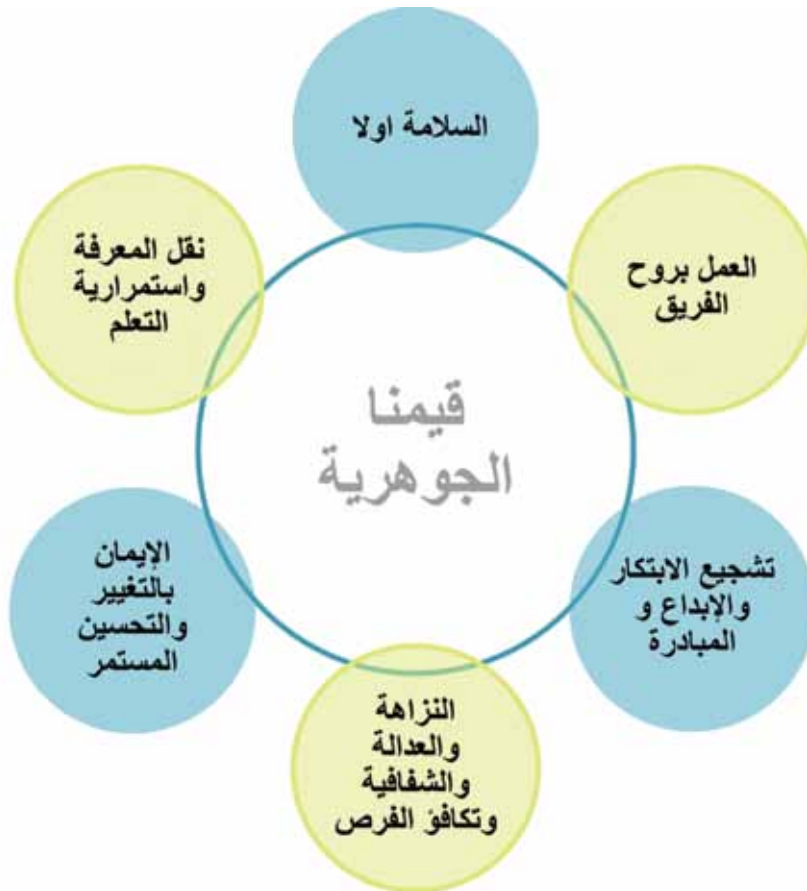 السلامة اولا
العمل بروح
الفريق
تشجيع الابتكار
والإبداع و
المبادرة
النزاهة
والعدالة
والشفافية
وتكافؤ الفرص
الإيمان
بالتغيير
والتحسين
المستمر
نقل المعرفة
واستمرارية
التعلم
قيمنا
الجوهرية